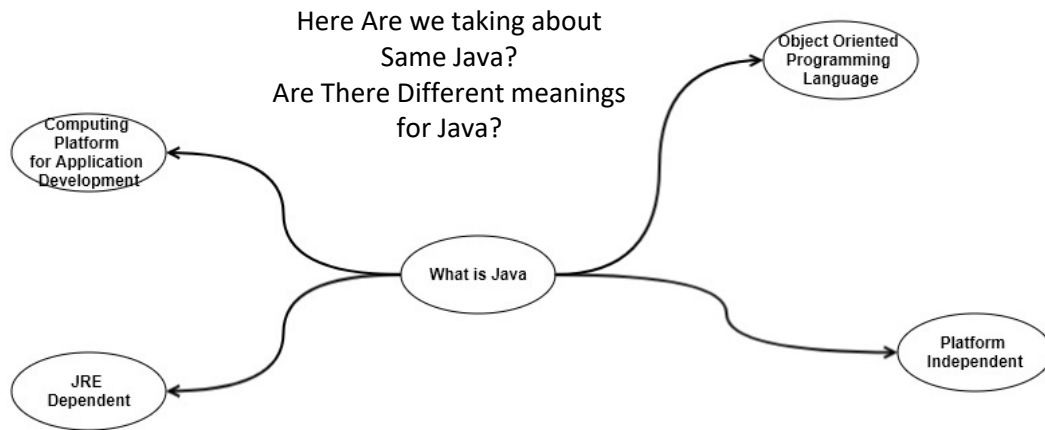 Here Are we taking about
Same Java?
Are There Different meanings
for Java?
Object Oriented
Programming
Language
Computing
Platform
for Application
Development
What is Java
Platform
Independent
JRE
Dependent